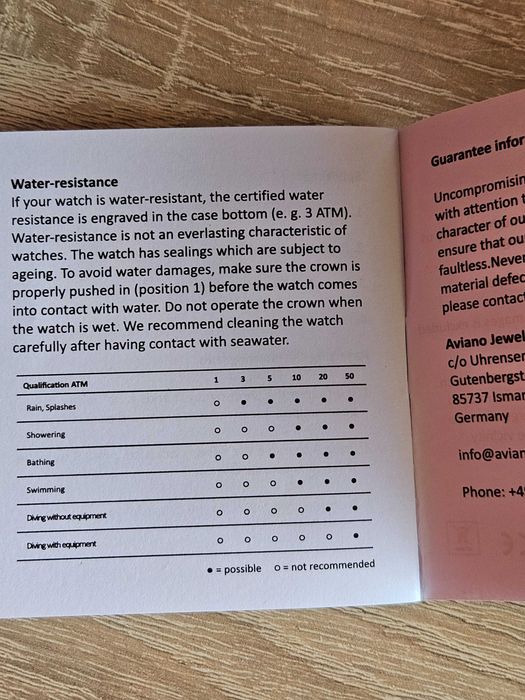 Water-resistance
If your watch is water-resistant, the certified water
resistance is engraved in the case bottom (e. g. 3 ATM).
Water-resistance is not an everlasting characteristic of
watches. The watch has sealings which are subject to
ageing. To avoid water damages, make sure the crown is
properly pushed in (position 1) before the watch comes
into contact with water. Do not operate the crown when
the watch is wet. We recommend cleaning the watch
carefully after having contact with seawater.
Qualification ATM 1 3 5 10 20 50
Rain, Splashes o • • • • •
Showering o o o • • •
Bathing o o • • • •
Swimming o o o • • •
Diving without equipment o o o o • •
Diving with equipment o o o o o •
• = possible o = not recommended
Guarantee infor
Uncompromisin
with attention t
character of ou
ensure that ou
faultless.Never
material defec
please contact
Aviano Jewel
c/o Uhrenser
Gutenbergst
85737 Ismar
Germany
info@avian
Phone: +49